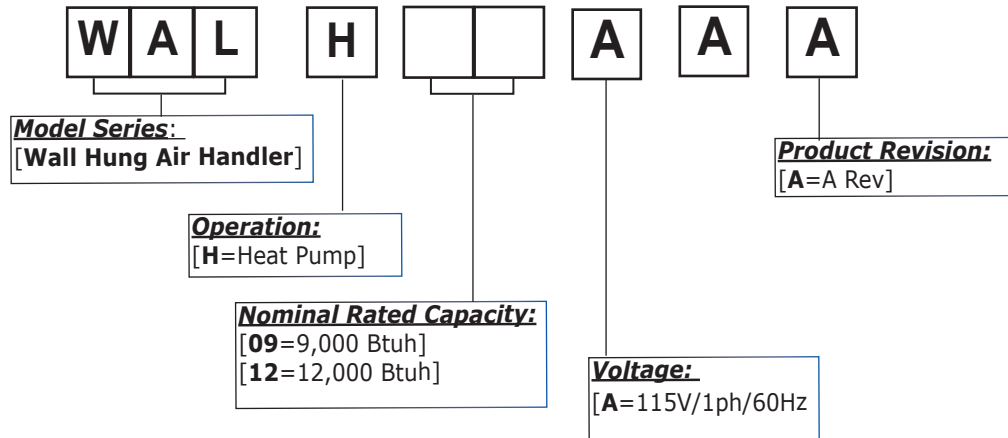 W A L H A A A
Model Series:
[Wall Hung Air Handler]
Product Revision:
[A=A Rev]
Operation:
[H=Heat Pump]
Nominal Rated Capacity:
[09=9,000 Btuh]
[12=12,000 Btuh]
Voltage:
[A=115V/1ph/60Hz